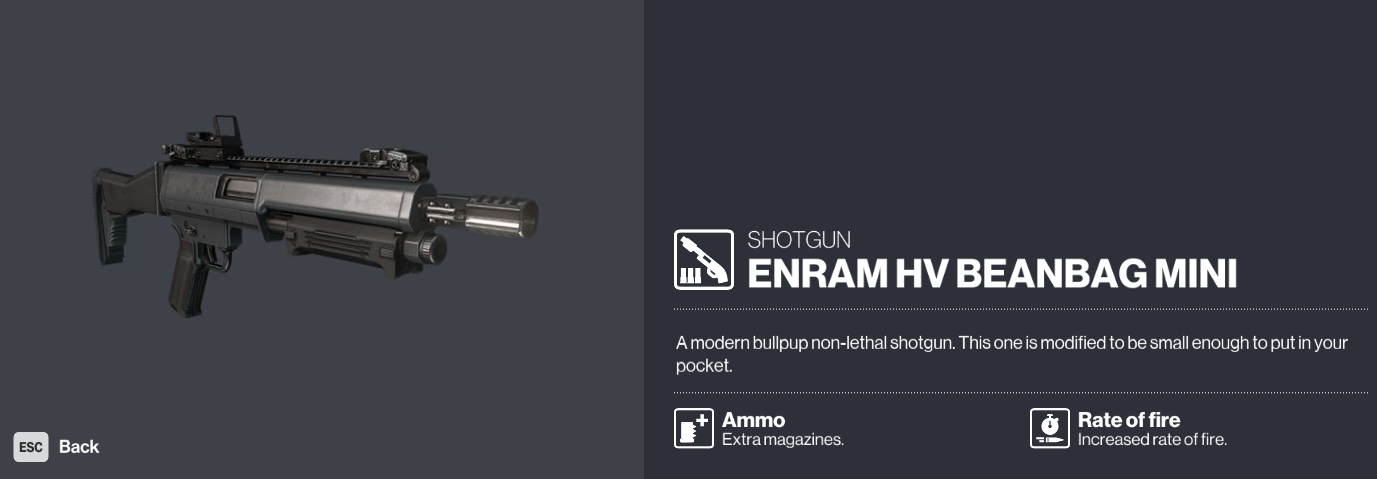 SHOTGUN
ENRAM HV BEANBAG MINI
A modern bullpup non-lethal shotgun. This one is modified to be small enough to put in your
pocket.
Ammo
Extra magazines.
Rate of fire
Increased rate of fire.
ESC Back